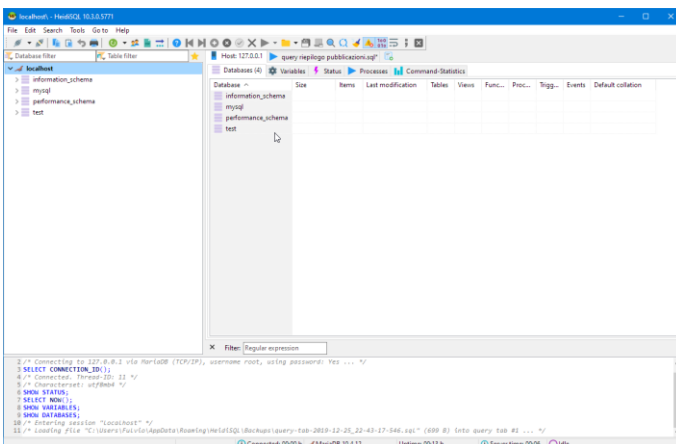 localhost\ - HeidiSQL 10.3.0.5771
File Edit Search Tools Go to Help
Database filter Table filter
Host: 127.0.0.1 query riepilogo pubblicazioni.sql*
localhost
information_schema
mysql
performance_schema
test
Databases (4) Variables Status Processes Command-Statistics
Database Size Items Last modification Tables Views Func... Proc... Trigg... Events Default collation
information_schema
mysql
performance_schema
test
Filter: Regular expression
2 /* Connecting to 127.0.0.1 via MariaDB (TCP/IP), username root, using password: Yes ... */
3 SELECT CONNECTION_ID();
4 /* Connected. Thread-ID: 11 */
5 /* Characterset: utf8mb4 */
6 SHOW STATUS;
7 SELECT NOW();
8 SHOW VARIABLES;
9 SHOW DATABASES;
10 /* Entering session "localhost" */
11 /* Loading file "C:\Users\Fulvio\AppData\Roaming\HeidiSQL\Backups\query-tab-2019-12-25_22-43-17-546.sql" (699 B) into query tab #1 ... */